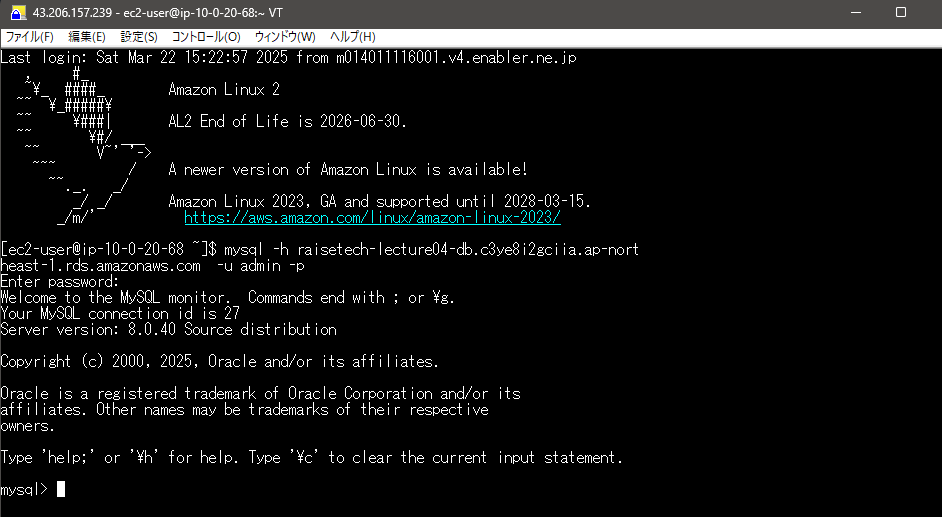 43.206.157.239 - ec2-user@ip-10-0-20-68:~ VT
ファイル(F) 編集(E) 設定(S) コントロール(O) ウィンドウ(W) ヘルプ(H)
Last login: Sat Mar 22 15:22:57 2025 from m014011116001.v4.enabler.ne.jp
   ,     #_
   ~¥_  ####_        Amazon Linux 2
  ~~  ¥_#####¥
  ~~     ¥###|       AL2 End of Life is 2026-06-30.
  ~~       ¥#/ ___
   ~~       V~' '->
    ~~~         /    A newer version of Amazon Linux is available!
      ~~._.   _/
         _/ _/       Amazon Linux 2023, GA and supported until 2028-03-15.
       _/m/'           https://aws.amazon.com/linux/amazon-linux-2023/
[ec2-user@ip-10-0-20-68 ~]$ mysql -h raisetech-lecture04-db.c3ye8i2gciia.ap-nort
heast-1.rds.amazonaws.com  -u admin -p
Enter password:
Welcome to the MySQL monitor.  Commands end with ; or ¥g.
Your MySQL connection id is 27
Server version: 8.0.40 Source distribution
Copyright (c) 2000, 2025, Oracle and/or its affiliates.
Oracle is a registered trademark of Oracle Corporation and/or its
affiliates. Other names may be trademarks of their respective
owners.
Type 'help;' or '¥h' for help. Type '¥c' to clear the current input statement.
mysql>